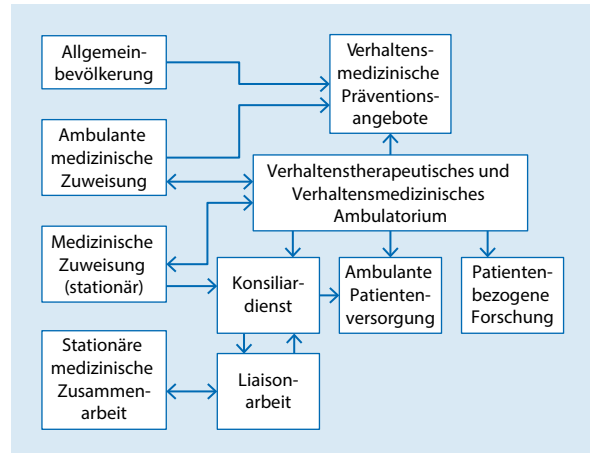 Allgemein-
bevölkerung
Verhaltens-
medizinische
Präventions-
angebote
Ambulante
medizinische
Zuweisung
Verhaltenstherapeutisches und
Verhaltensmedizinisches
Ambulatorium
Medizinische
Zuweisung
(stationär)
Konsiliar-
dienst
Ambulante
Patienten-
versorgung
Patienten-
bezogene
Forschung
Stationäre
medizinische
Zusammen-
arbeit
Liaison-
arbeit